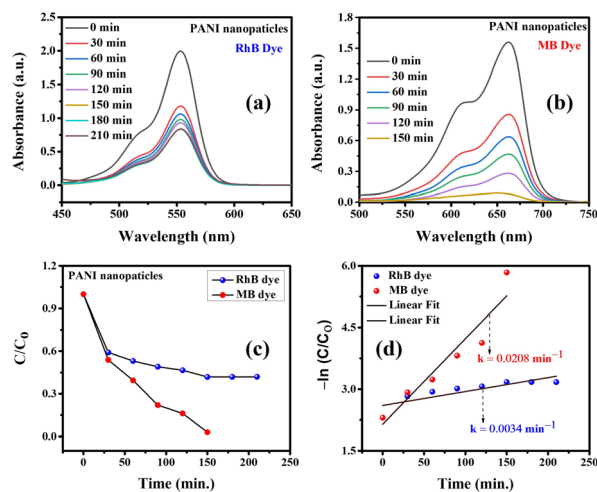 PANI nanopaticles
RhB Dye
0 min
30 min
60 min
90 min
120 min
150 min
180 min
210 min
(a)
Absorbance (a.u.)
2.5
2.0
1.5
1.0
0.5
0.0
450 500 550 600 650
Wavelength (nm)
PANI nanopaticles
MB Dye
0 min
30 min
60 min
90 min
120 min
150 min
(b)
Absorbance (a.u.)
1.8
1.5
1.2
0.9
0.6
0.3
0.0
500 550 600 650 700 750
Wavelength (nm)
PANI nanopaticles
RhB dye
MB dye
(c)
C/C₀
1.2
0.9
0.6
0.3
0.0
0 50 100 150 200 250
Time (min.)
RhB dye
MB dye
Linear Fit
Linear Fit
(d)
k = 0.0208 min⁻¹
k = 0.0034 min⁻¹
−ln (C/C₀)
6.0
4.5
3.0
1.5
0 50 100 150 200 250
Time (min.)